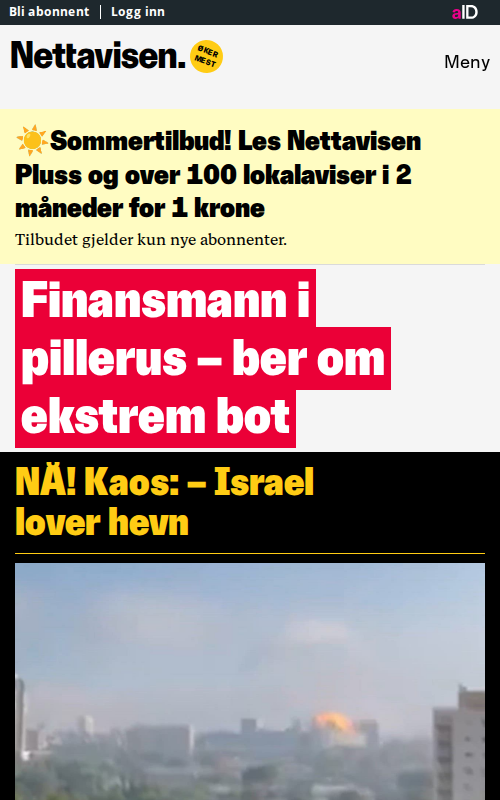 Bli abonnent
Logg inn
aID
Nettavisen.
ØKER
MEST
Meny
Sommertilbud! Les Nettavisen
Pluss og over 100 lokalaviser i 2
måneder for 1 krone
Tilbudet gjelder kun nye abonnenter.
Finansmann i
pillerus – ber om
ekstrem bot
NÅ! Kaos: – Israel
lover hevn